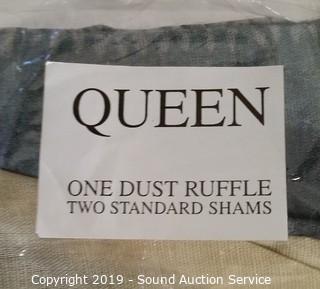 QUEEN
ONE DUST RUFFLE
TWO STANDARD SHAMS
Copyright 2019 - Sound Auction Service